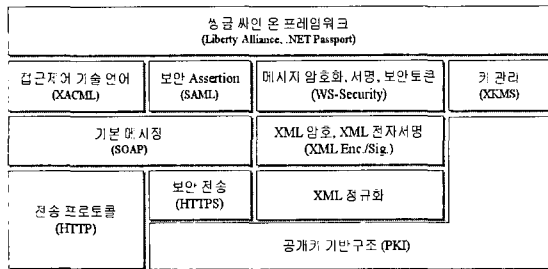 씽글 싸인 온 프레임워크
(Liberty Alliance, .NET Passport)
접근제어 기술 언어
(XACML)
보안 Assertion
(SAML)
메시지 암호화, 서명, 보안토큰
(WS-Security)
키 관리
(XKMS)
기본 메시징
(SOAP)
XML 암호, XML 전자서명
(XML Enc./Sig.)
전송 프로토콜
(HTTP)
보안 전송
(HTTPS)
XML 정규화
공개키 기반구조 (PKI)